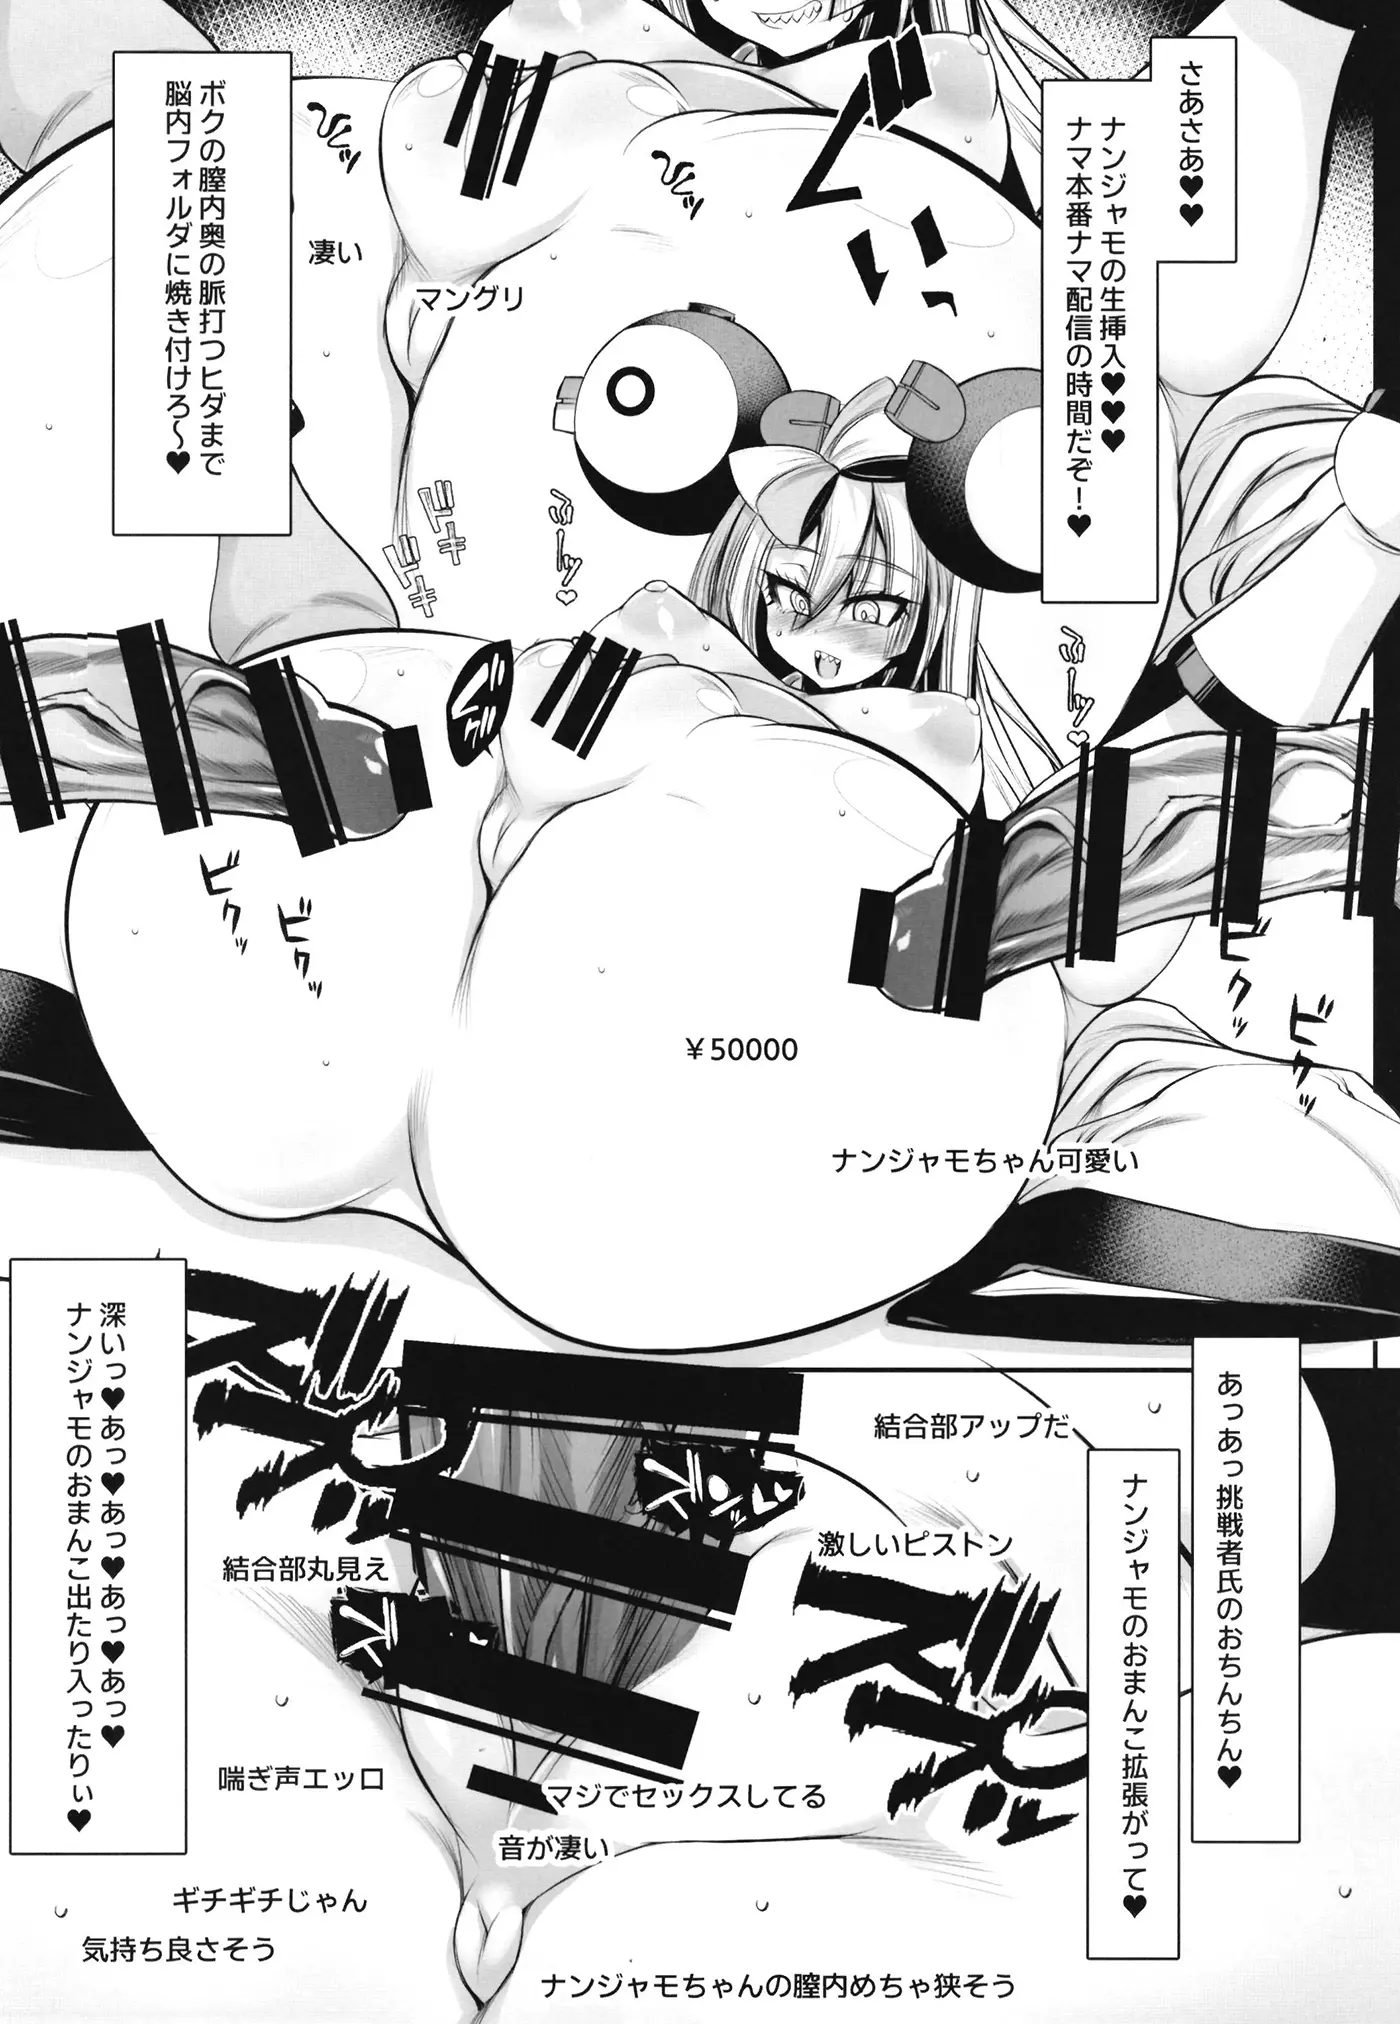 さあさあ♥♥
ナンジャモの生挿入♥♥♥
ナマ本番ナマ配信の時間だぞ！♥
ボクの膣内奥の脈打つヒダまで
脳内フォルダに焼き付けろ〜♥
凄い
マングリ
ドキ
ドキ
ふーッ♡
ふーッ♡
ビクッ
ビクッ
ビクッ
ビクッ
￥50000
ナンジャモちゃん可愛い
あっあっ挑戦者氏のおちんちん♥
ナンジャモのおまんこ拡張がって♥
結合部アップだ
激しいピストン
結合部丸見え
深いっ♥あっ♥あっ♥あっ♥あっ♥
ナンジャモのおまんこ出たり入ったりぃ♥
喘ぎ声エッロ
マジでセックスしてる
音が凄い
ギチギチじゃん
気持ち良さそう
ナンジャモちゃんの膣内めちゃ狭そう